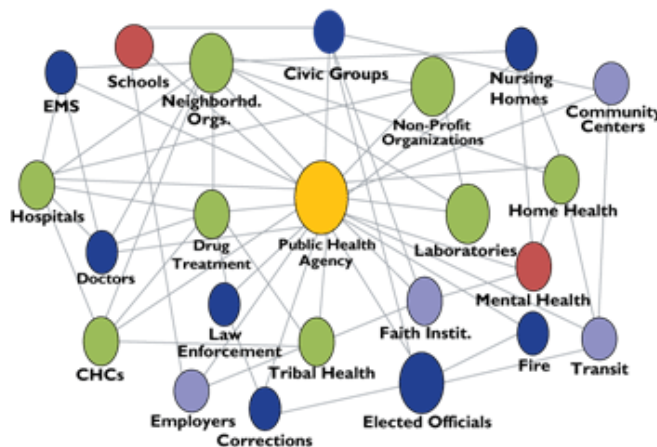 Schools
Civic Groups
EMS
Neighborhd.
Orgs.
Nursing
Homes
Non-Profit
Organizations
Community
Centers
Hospitals
Home Health
Drug
Treatment
Public Health
Agency
Laboratories
Doctors
Mental Health
Law
Enforcement
Faith Instit.
CHCs
Tribal Health
Fire
Transit
Employers
Elected Officials
Corrections